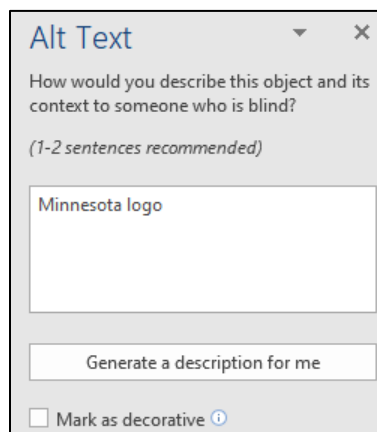 Alt Text
How would you describe this object and its
context to someone who is blind?
(1-2 sentences recommended)
Minnesota logo
Generate a description for me
Mark as decorative